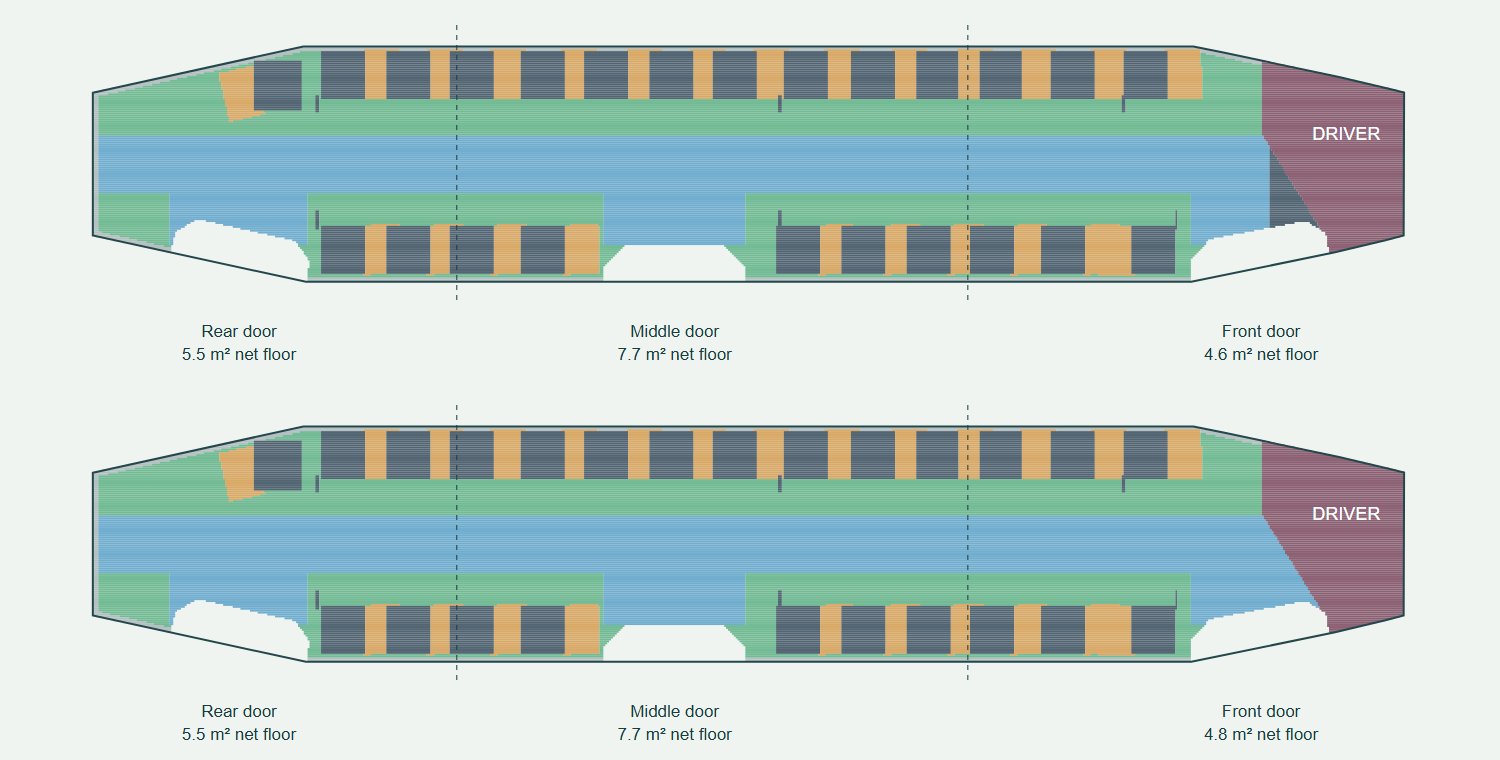 DRIVER
Rear door
5.5 m² net floor
Middle door
7.7 m² net floor
Front door
4.6 m² net floor
DRIVER
Rear door
5.5 m² net floor
Middle door
7.7 m² net floor
Front door
4.8 m² net floor